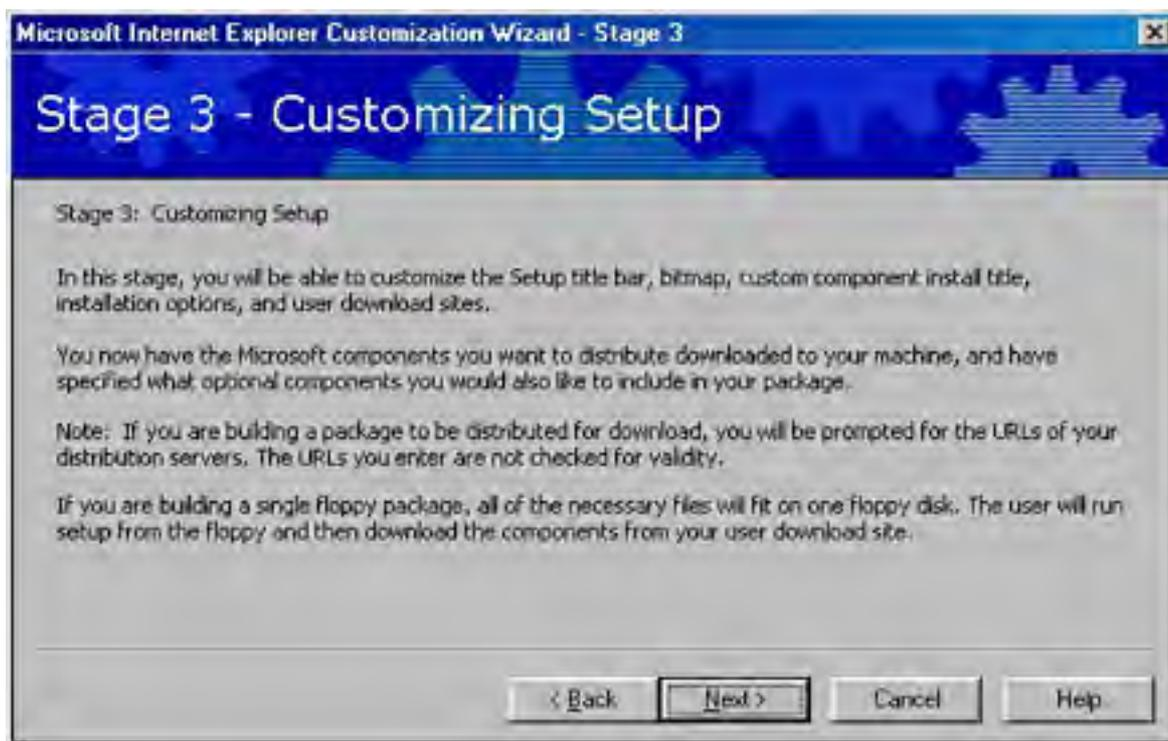 Microsoft Internet Explorer Customization Wizard - Stage 3
Stage 3 - Customizing Setup
Stage 3: Customizing Setup
In this stage, you will be able to customize the Setup title bar, bitmap, custom component install title,
installation options, and user download sites.
You now have the Microsoft components you want to distribute downloaded to your machine, and have
specified what optional components you would also like to include in your package.
Note: If you are building a package to be distributed for download, you will be prompted for the URLs of your
distribution servers. The URLs you enter are not checked for validity.
If you are building a single floppy package, all of the necessary files will fit on one floppy disk. The user will run
setup from the floppy and then download the components from your user download site.
< Back Next > Cancel Help